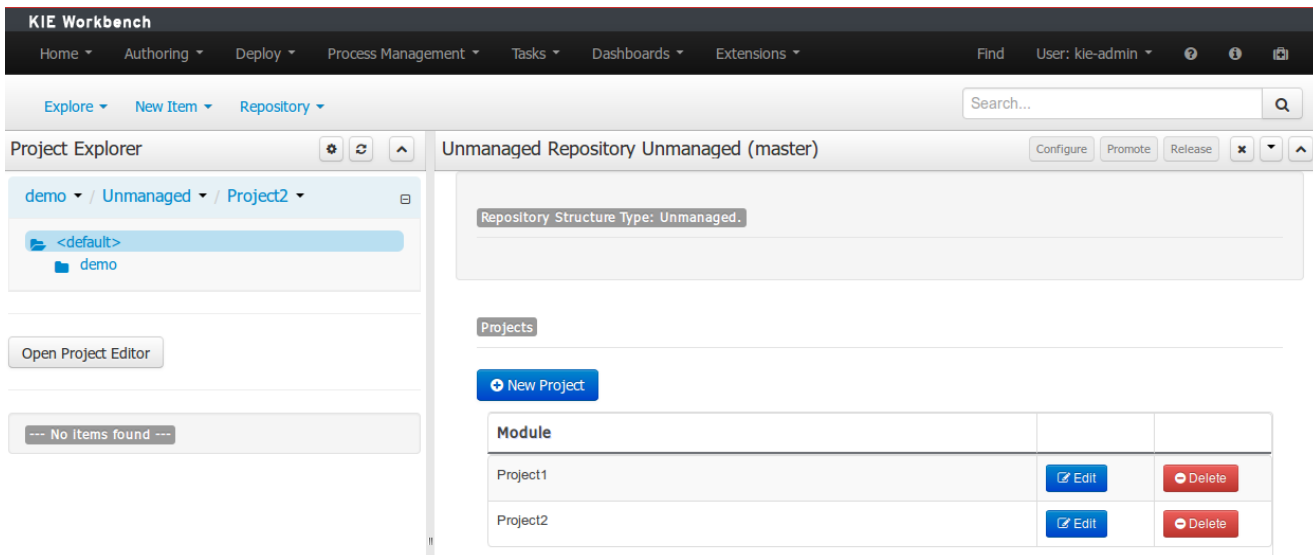 KIE Workbench
Home Authoring Deploy Process Management Tasks Dashboards Extensions Find User: kie-admin
Explore New Item Repository Search...
Project Explorer
demo / Unmanaged / Project2
<default>
demo
Open Project Editor
--- No items found ---
Unmanaged Repository Unmanaged (master) Configure Promote Release
Repository Structure Type: Unmanaged.
Projects
New Project
Module
Project1 Edit Delete
Project2 Edit Delete